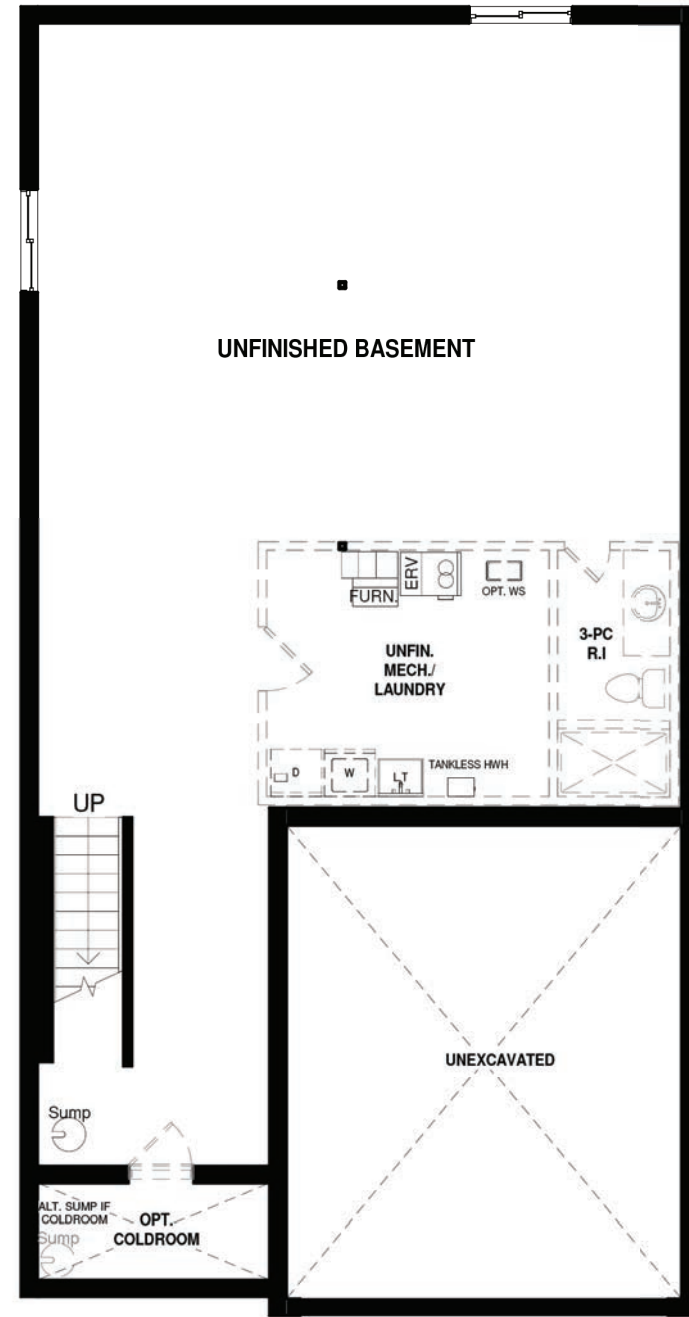 UNFINISHED BASEMENT
ERV
FURN.
OPT. WS
3-PC
R.I
UNFIN.
MECH./
LAUNDRY
D
W
LT
TANKLESS HWH
UP
UNEXCAVATED
Sump
ALT. SUMP IF
COLDROOM
Sump
OPT.
COLDROOM